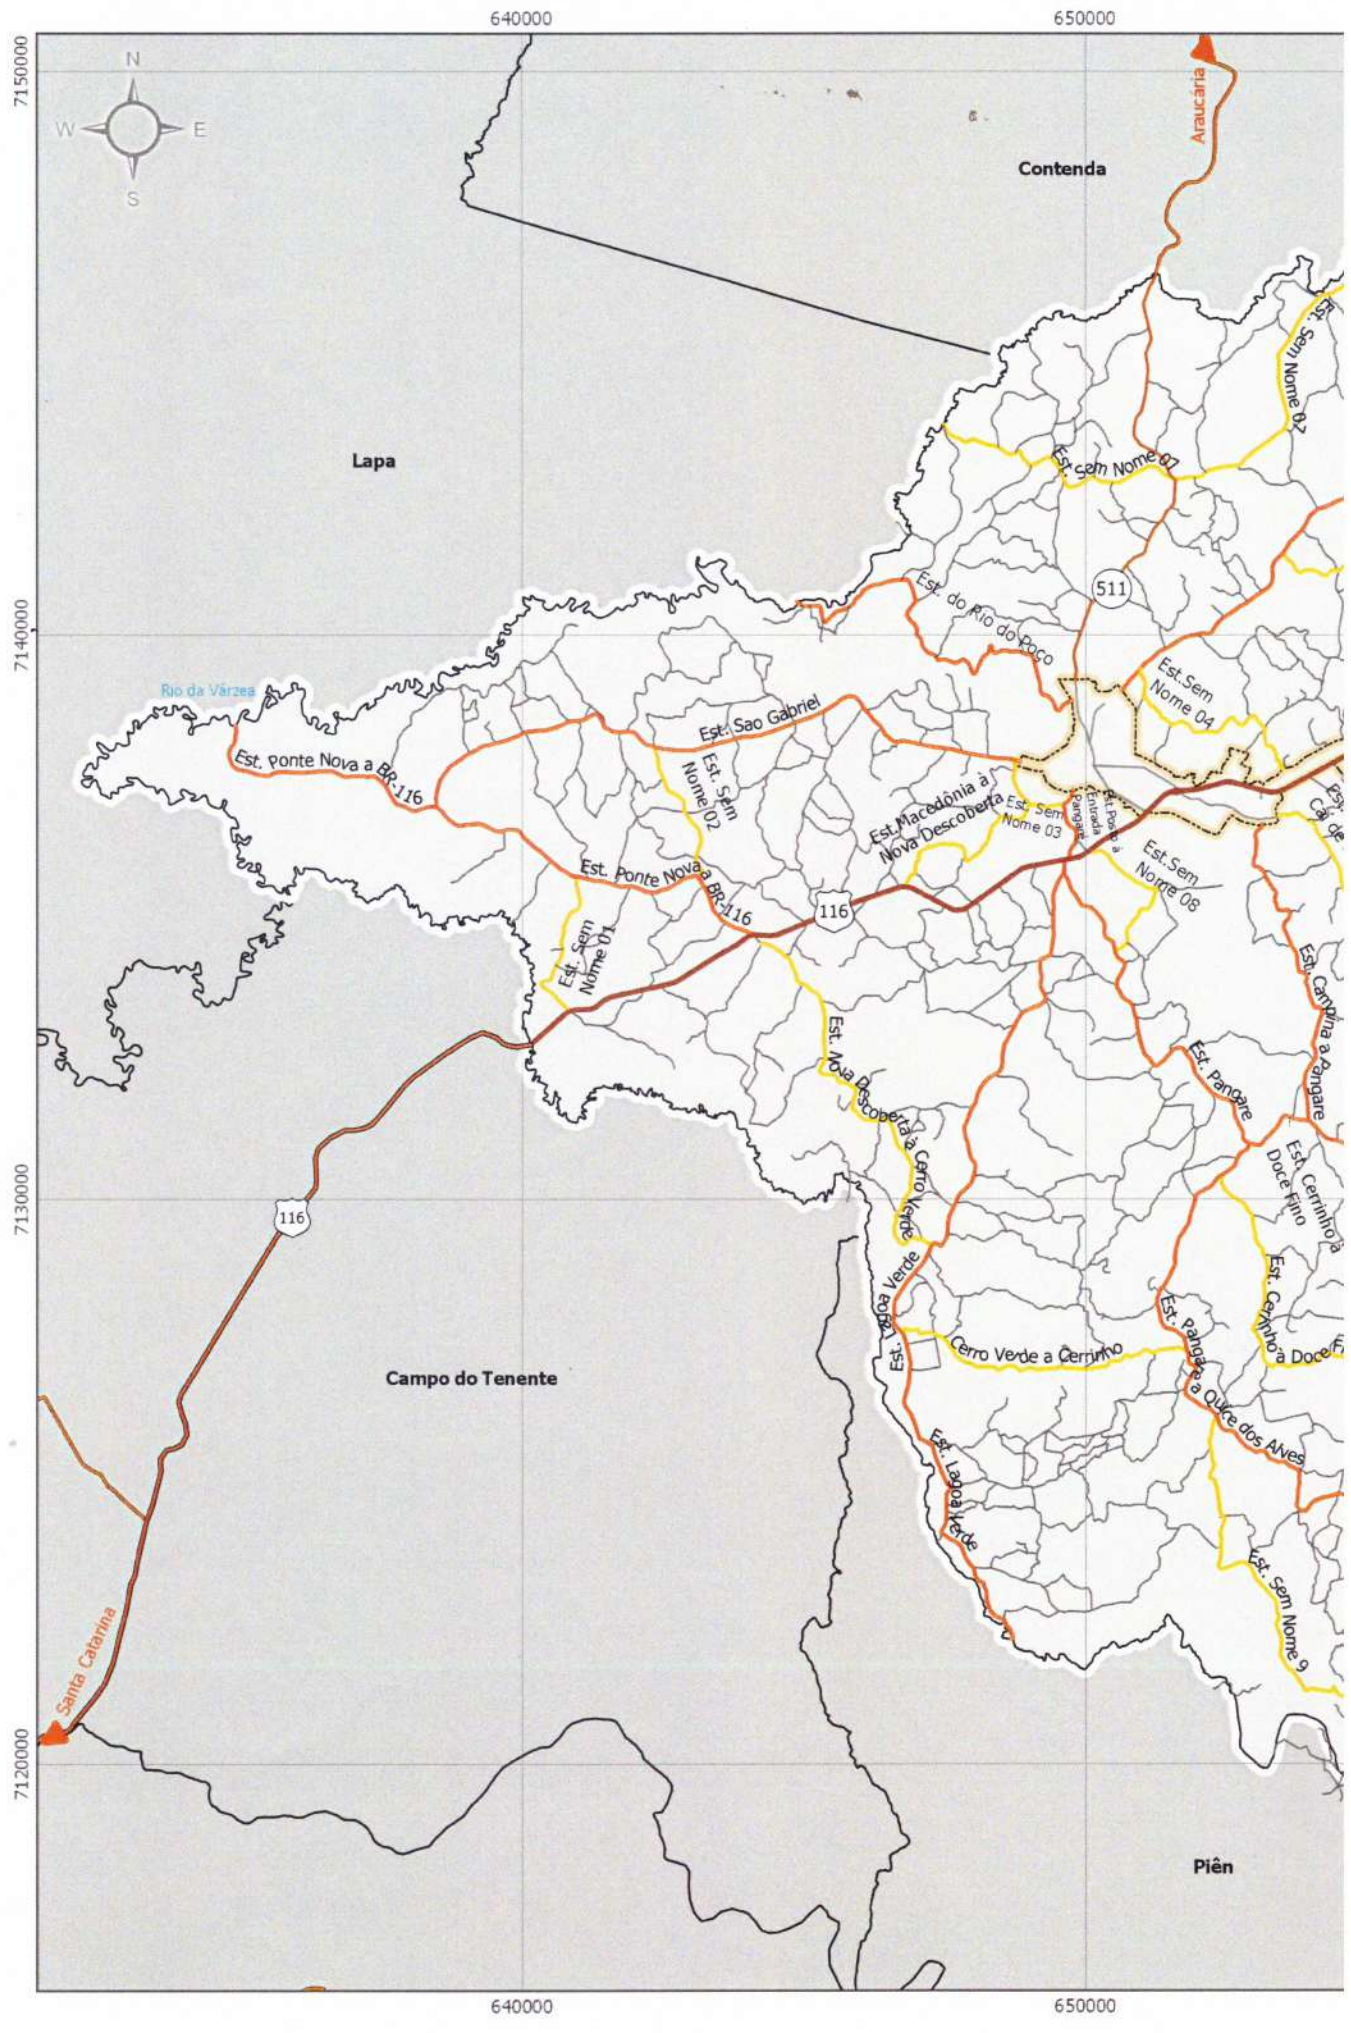 640000
650000
7150000
N
W
E
S
Araucária
Contenda
Est. Sem Nome 07
Lapa
Est. Sem Nome 07
511
Est. do Rio do Poço
7140000
Rio da Várzea
Est. Sem
Nome 04
Est. Sao Gabriel
Est. Ponte Nova a BR-116
Est. Sem
Nome 02
Est. Macedônia à
Nova Descoberta
Est. Sem
Nome 03
Pangaré
Entrada
Est. Posto à
Est. Sem
Nome 08
Est. Ponte Nova a BR-116
116
Est. Sem
Nome 01
Est. Campina a Pangare
Est. Nova Descoberta à Cerro Verde
Est. Pangare
Est. Cerrinho à
Doce Fino
7130000
116
Est. Lagoa Verde
Est. Cerrinho à Doce F
Est. Pangaré a Quice dos Alves
Cerro Verde a Cerrinho
Campo do Tenente
Est. Lagoa Verde
Est. Sem Nome 9
Santa Catarina
7120000
Piên
640000
650000